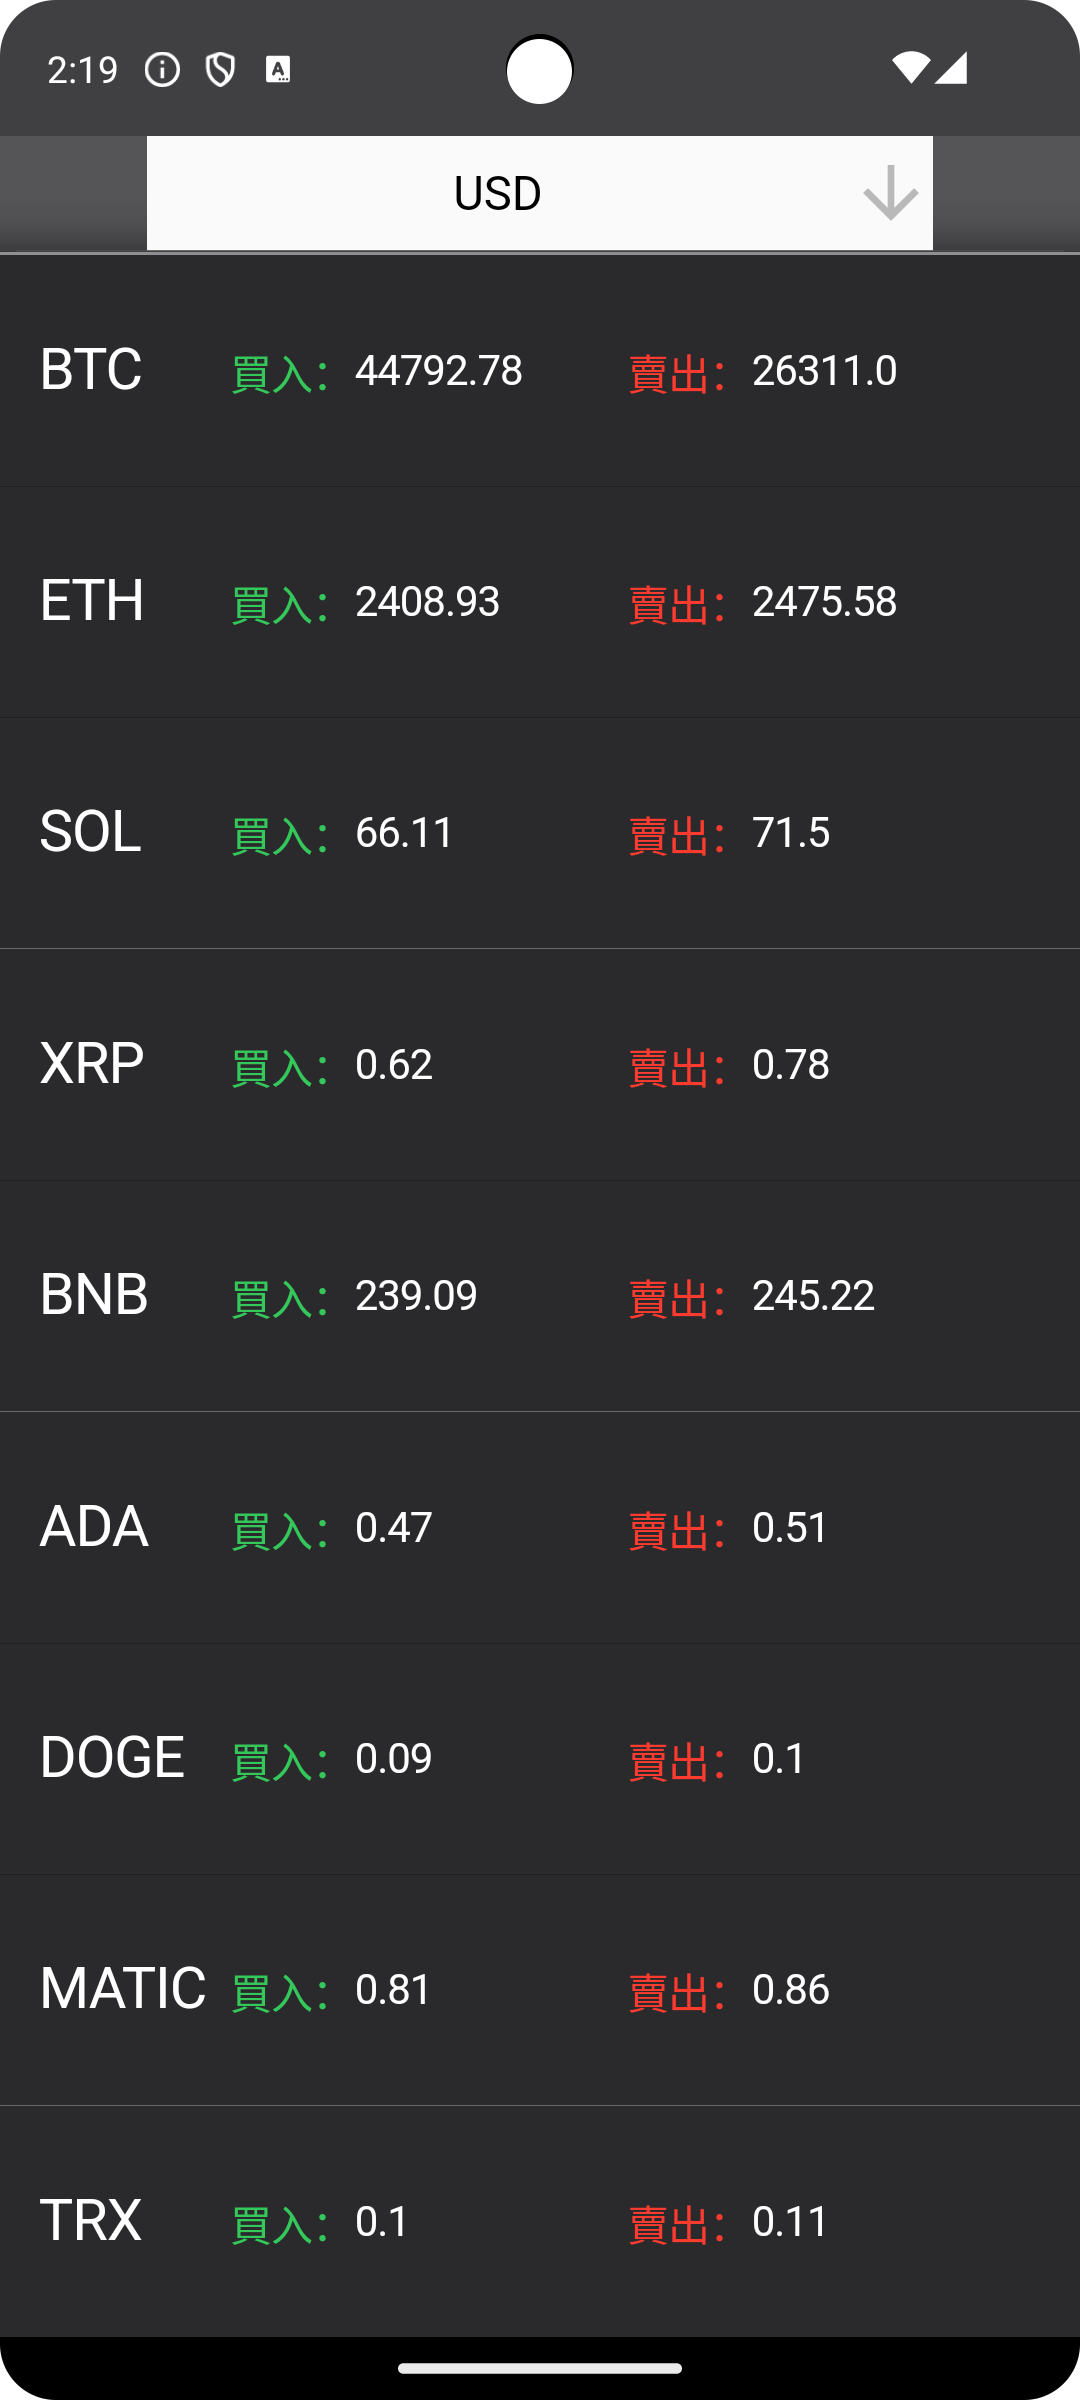 2:19
USD
BTC 買入： 44792.78 賣出： 26311.0
ETH 買入： 2408.93 賣出： 2475.58
SOL 買入： 66.11 賣出： 71.5
XRP 買入： 0.62 賣出： 0.78
BNB 買入： 239.09 賣出： 245.22
ADA 買入： 0.47 賣出： 0.51
DOGE 買入： 0.09 賣出： 0.1
MATIC 買入： 0.81 賣出： 0.86
TRX 買入： 0.1 賣出： 0.11